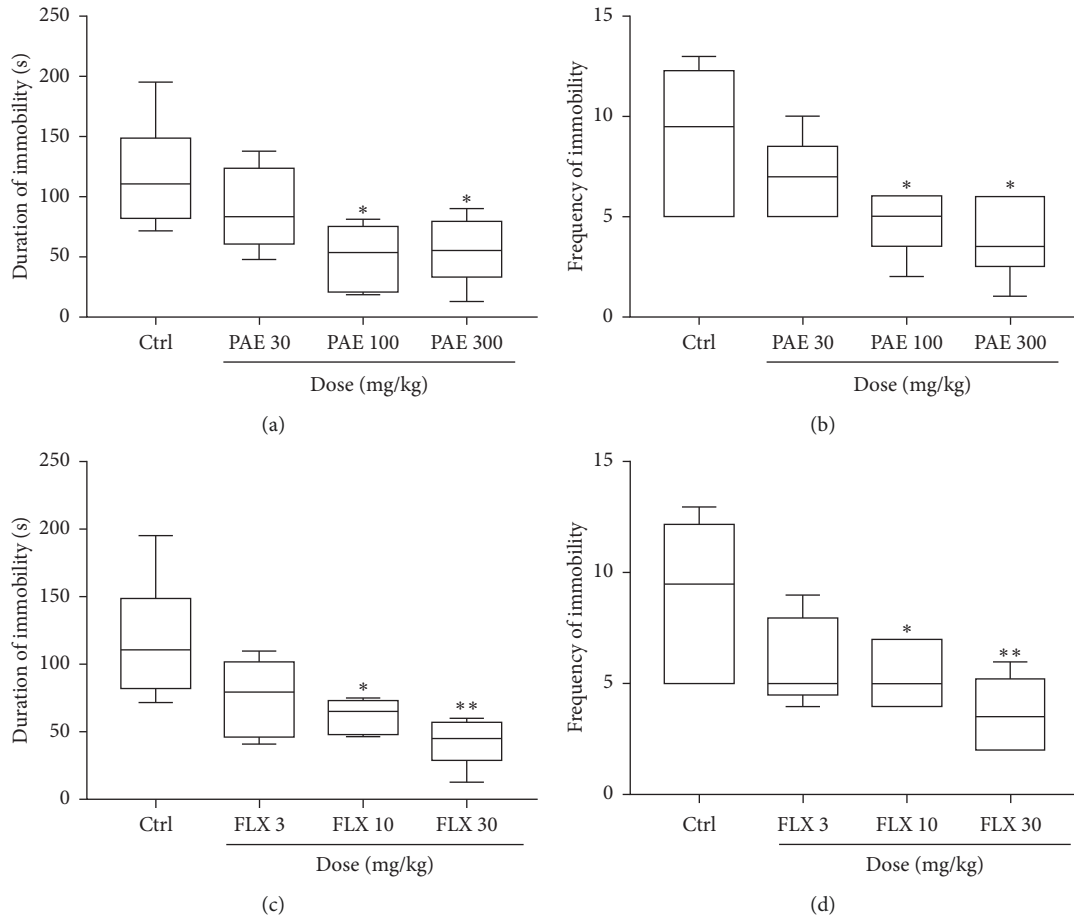 Duration of immobility (s)
250
200
150
100
50
0
*
*
Ctrl PAE 30 PAE 100 PAE 300
Dose (mg/kg)
(a)
Frequency of immobility
15
10
5
0
*
*
Ctrl PAE 30 PAE 100 PAE 300
Dose (mg/kg)
(b)
Duration of immobility (s)
250
200
150
100
50
0
*
**
Ctrl FLX 3 FLX 10 FLX 30
Dose (mg/kg)
(c)
Frequency of immobility
15
10
5
0
*
**
Ctrl FLX 3 FLX 10 FLX 30
Dose (mg/kg)
(d)